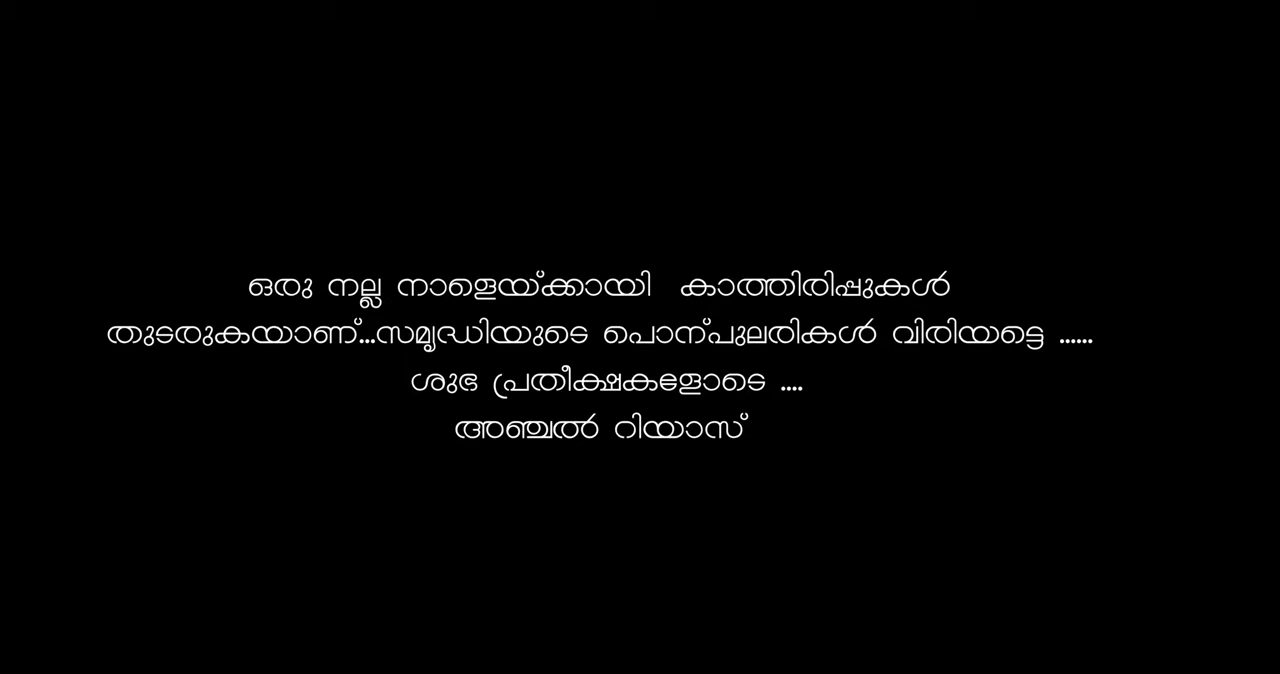 ഒരു നല്ല നാളെയ്ക്കായി കാത്തിരിപ്പുകൾ
തുടരുകയാണ്...സമൃദ്ധിയുടെ പൊന്പുലരികൾ വിരിയട്ടെ ......
ശുഭ പ്രതീക്ഷകളോടെ ....
അഞ്ചൽ റിയാസ്